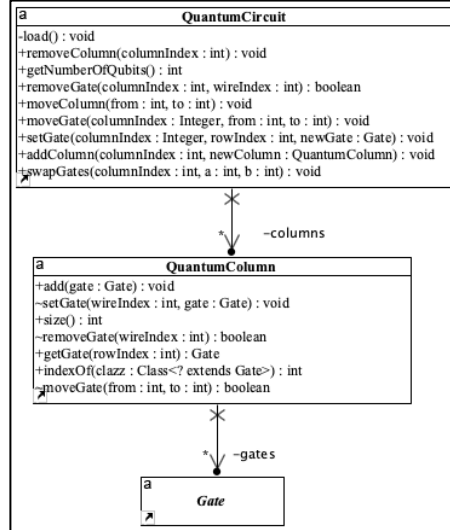 a
QuantumCircuit
-load() : void
+removeColumn(columnIndex : int) : void
+getNumberOfQubits() : int
+removeGate(columnIndex : int, wireIndex : int) : boolean
+moveColumn(from : int, to : int) : void
+moveGate(columnIndex : Integer, from : int, to : int) : void
+setGate(columnIndex : Integer, rowIndex : int, newGate : Gate) : void
+addColumn(columnIndex : int, newColumn : QuantumColumn) : void
+swapGates(columnIndex : int, a : int, b : int) : void
* -columns
a
QuantumColumn
+add(gate : Gate) : void
~setGate(wireIndex : int, gate : Gate) : void
+size() : int
~removeGate(wireIndex : int) : boolean
+getGate(rowIndex : int) : Gate
+indexOf(clazz : Class<? extends Gate>) : int
~moveGate(from : int, to : int) : boolean
* -gates
a
Gate